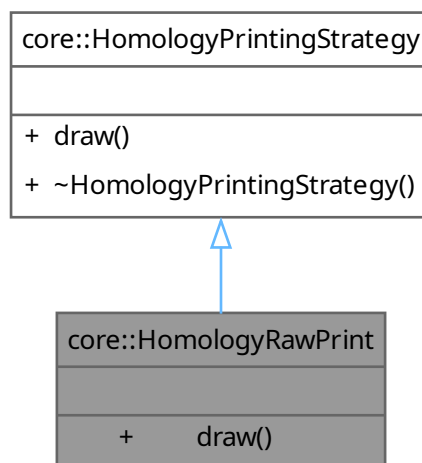 core::HomologyPrintingStrategy
+ draw()
+ ~HomologyPrintingStrategy()
core::HomologyRawPrint
+ draw()